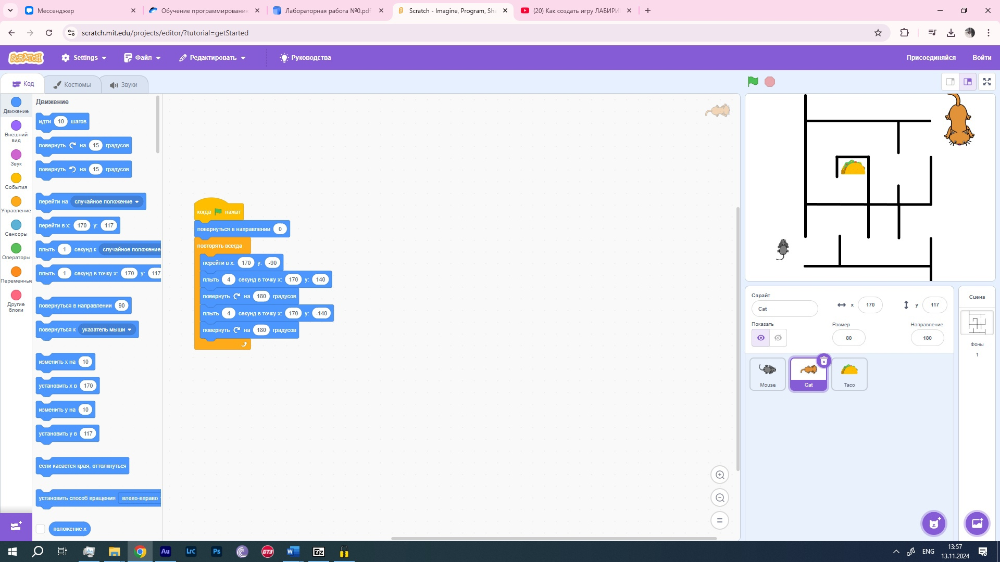 Мессенджер
Обучение программированию
Лабораторная работа №0.pdf
Scratch - Imagine, Program, Sha
(20) Как создать игру ЛАБИРИ
scratch.mit.edu/projects/editor/?tutorial=getStarted
SCRATCH
Settings
Файл
Редактировать
Руководства
Присоединяйся
Войти
Код
Костюмы
Звуки
Движение
Внешний
вид
Звук
События
Управление
Сенсоры
Операторы
Переменные
Другие
блоки
Движение
идти 10 шагов
повернуть на 15 градусов
повернуть на 15 градусов
перейти на случайное положение
перейти в x: 170 y: 117
плыть 1 секунд к случайное положение
плыть 1 секунд в точку x: 170 y: 117
повернуться в направлении 90
повернуться к указатель мыши
изменить x на 10
установить x в 170
изменить y на 10
установить y в 117
если касается края, оттолкнуться
установить способ вращения влево-вправо
положение x
когда нажат
повернуться в направлении 0
повторять всегда
перейти в x: 170 y: -90
плыть 4 секунд в точку x: 170 y: 140
повернуть на 180 градусов
плыть 4 секунд в точку x: 170 y: -140
повернуть на 180 градусов
Спрайт
Cat
x 170
y 117
Показать
Размер
80
Направление
180
Mouse
Cat
Taco
Сцена
Фоны
1
Au
Lrc
Ps
GT3
W
7z
ENG
13:57
13.11.2024